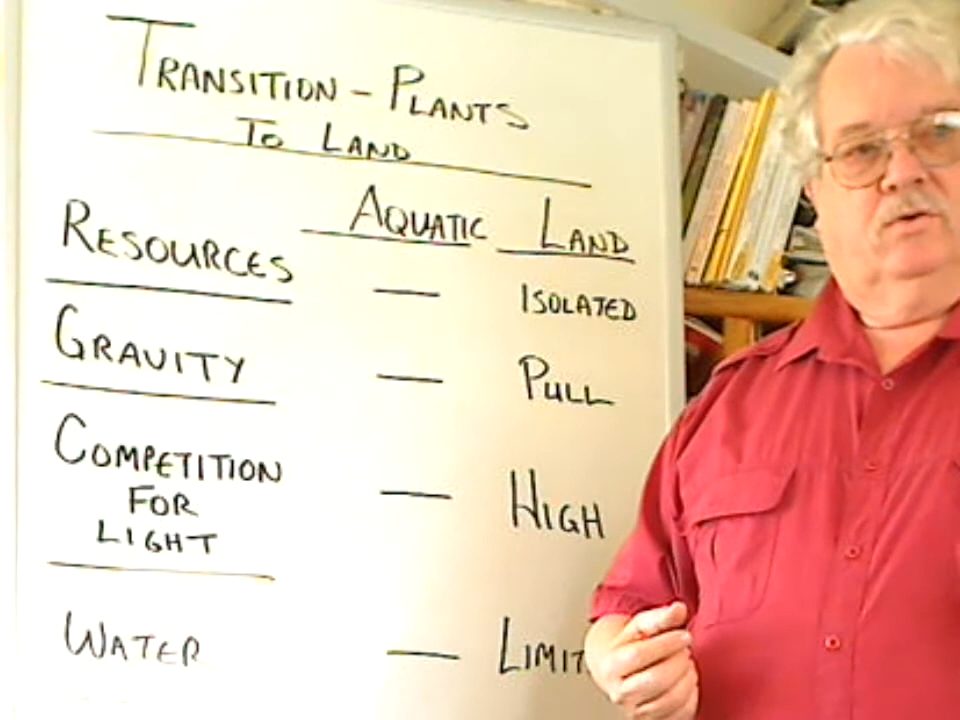 TRANSITION - PLANTS
TO LAND
AQUATIC LAND
RESOURCES — ISOLATED
GRAVITY — PULL
COMPETITION
FOR
LIGHT
— HIGH
WATER — LIMIT